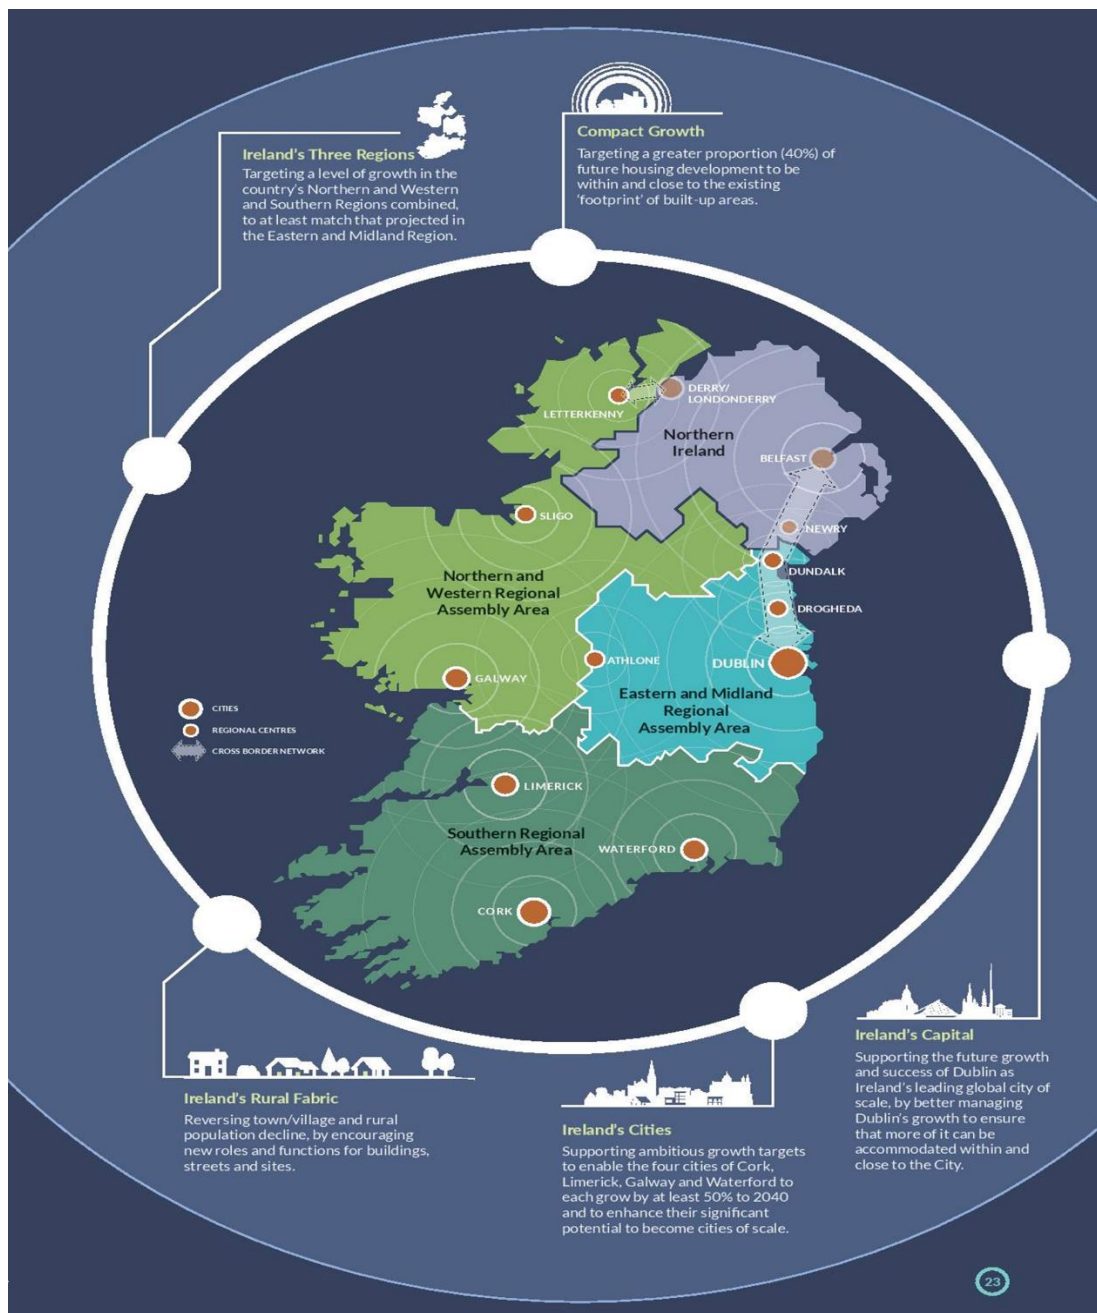 Compact Growth
Targeting a greater proportion (40%) of
future housing development to be
within and close to the existing
‘footprint’ of built-up areas.
Ireland’s Three Regions
Targeting a level of growth in the
country’s Northern and Western
and Southern Regions combined,
to at least match that projected in
the Eastern and Midland Region.
DERRY/
LONDONDERRY
LETTERKENNY
Northern
Ireland
BELFAST
SLIGO
NEWRY
DUNDALK
Northern and
Western Regional
Assembly Area
DROGHEDA
ATHLONE
DUBLIN
GALWAY
Eastern and Midland
Regional
Assembly Area
CITIES
REGIONAL CENTRES
CROSS BORDER NETWORK
LIMERICK
Southern Regional
Assembly Area
WATERFORD
CORK
Ireland’s Capital
Supporting the future growth
and success of Dublin as
Ireland’s leading global city of
scale, by better managing
Dublin’s growth to ensure
that more of it can be
accommodated within and
close to the City.
Ireland’s Rural Fabric
Reversing town/village and rural
population decline, by encouraging
new roles and functions for buildings,
streets and sites.
Ireland’s Cities
Supporting ambitious growth targets
to enable the four cities of Cork,
Limerick, Galway and Waterford to
each grow by at least 50% to 2040
and to enhance their significant
potential to become cities of scale.
23